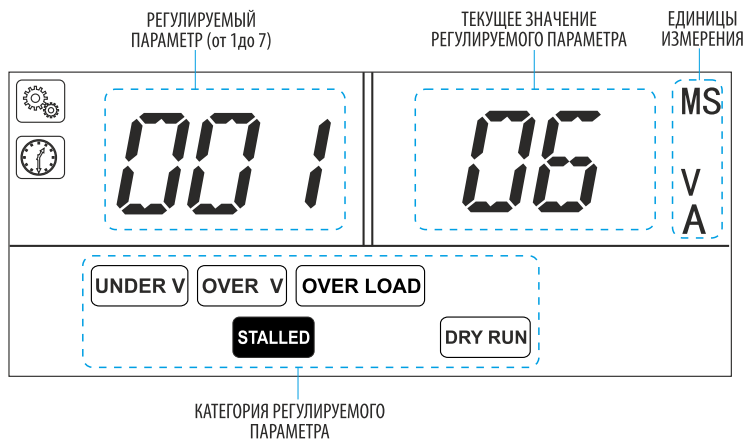 РЕГУЛИРУЕМЫЙ
ПАРАМЕТР (от 1до 7)
ТЕКУЩЕЕ ЗНАЧЕНИЕ
РЕГУЛИРУЕМОГО ПАРАМЕТРА
ЕДИНИЦЫ
ИЗМЕРЕНИЯ
001
06
MS
V
A
UNDER V
OVER V
OVER LOAD
STALLED
DRY RUN
КАТЕГОРИЯ РЕГУЛИРУЕМОГО
ПАРАМЕТРА